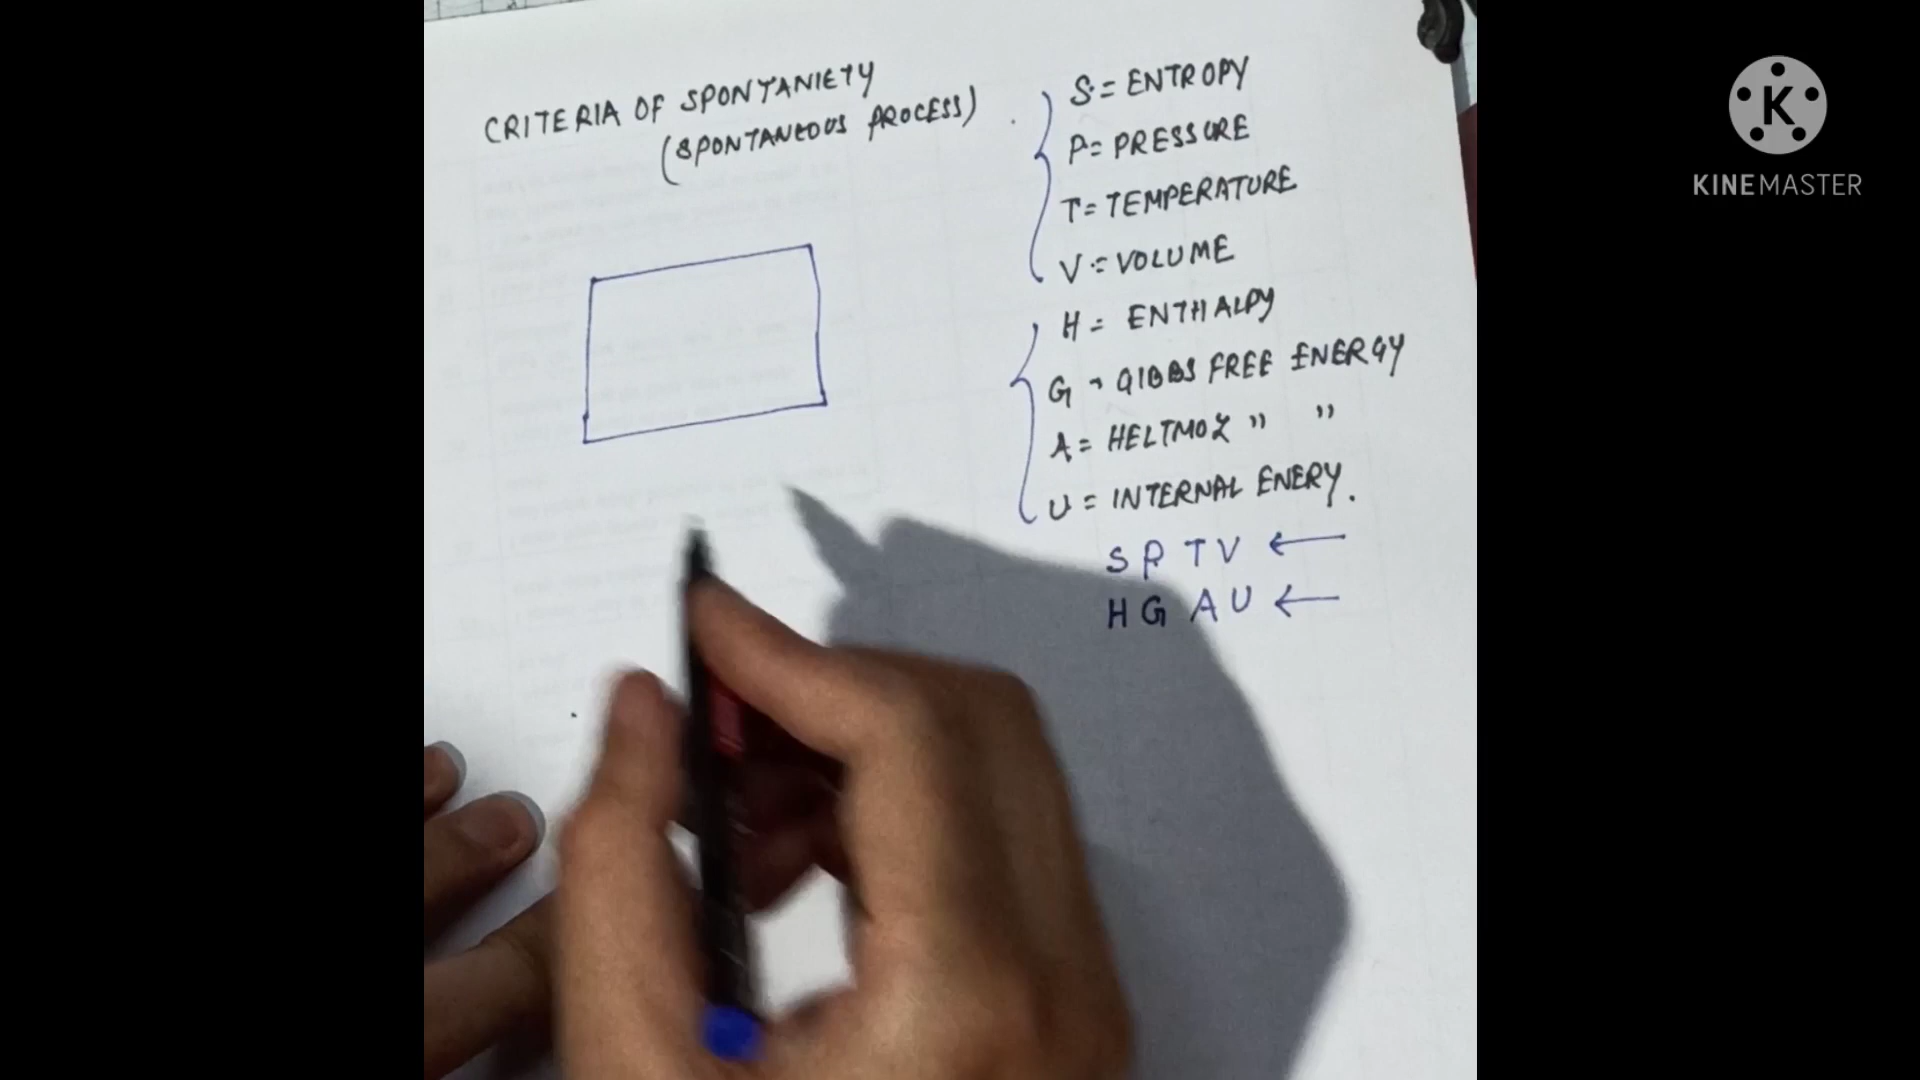 CRITERIA OF SPONTANIETY
(SPONTANEOUS PROCESS)
S = ENTROPY
P = PRESSURE
T = TEMPERATURE
V = VOLUME
H = ENTHALPY
G = GIBBS FREE ENERGY
A = HELTMOZ " "
U = INTERNAL ENERY.
S P T V ←
H G A U ←
K
KINEMASTER